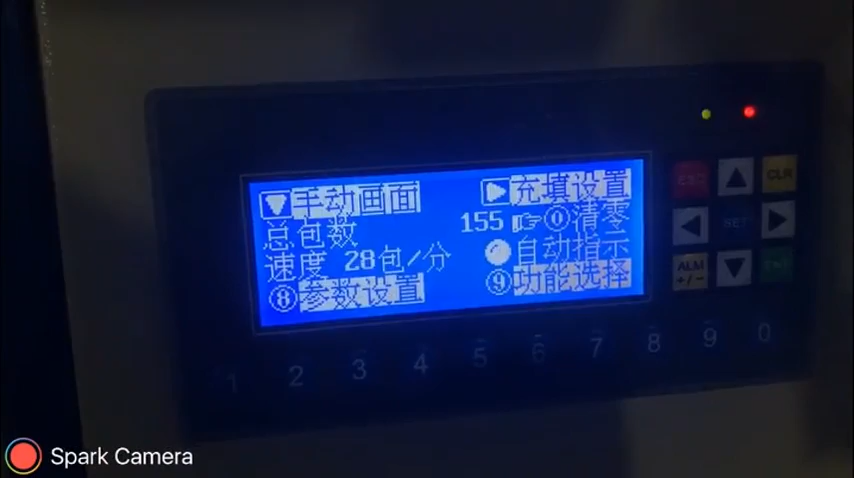 ▼手动画面 ▶充填设置
总包数 155 ☞⓪清零
速度 28包/分 自动指示
⑧参数设置 ⑨功能选择
ESC ▲ CLR
◀ SET ▶
ALM +/- ▼ ENT
1 2 3 4 5 6 7 8 9 0
Spark Camera